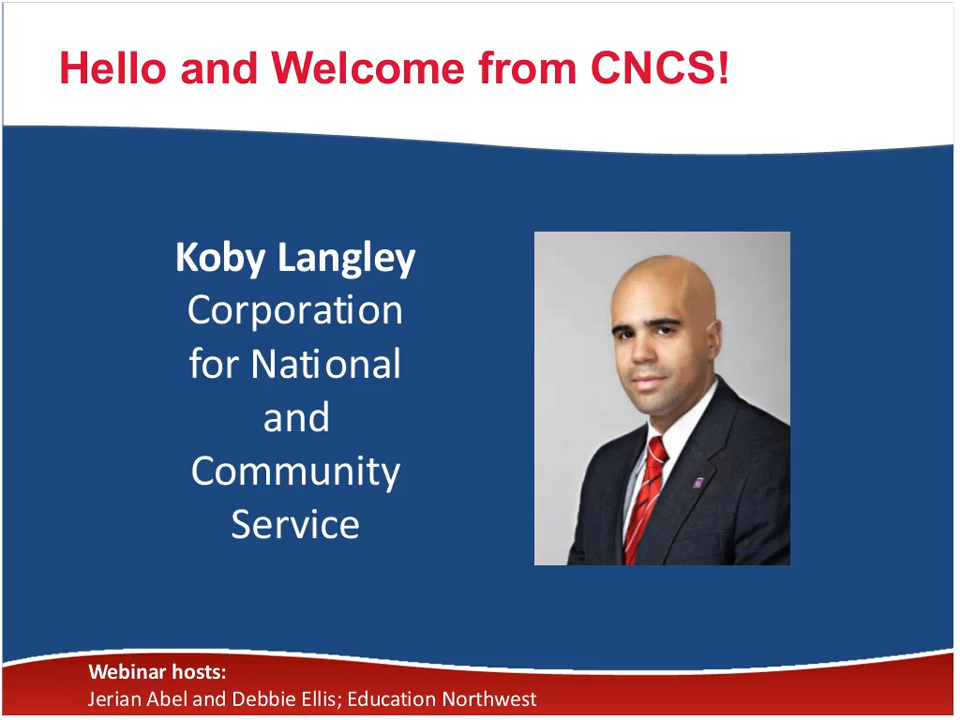 Hello and Welcome from CNCS!
Koby Langley
Corporation
for National
and
Community
Service
Webinar hosts:
Jerian Abel and Debbie Ellis; Education Northwest